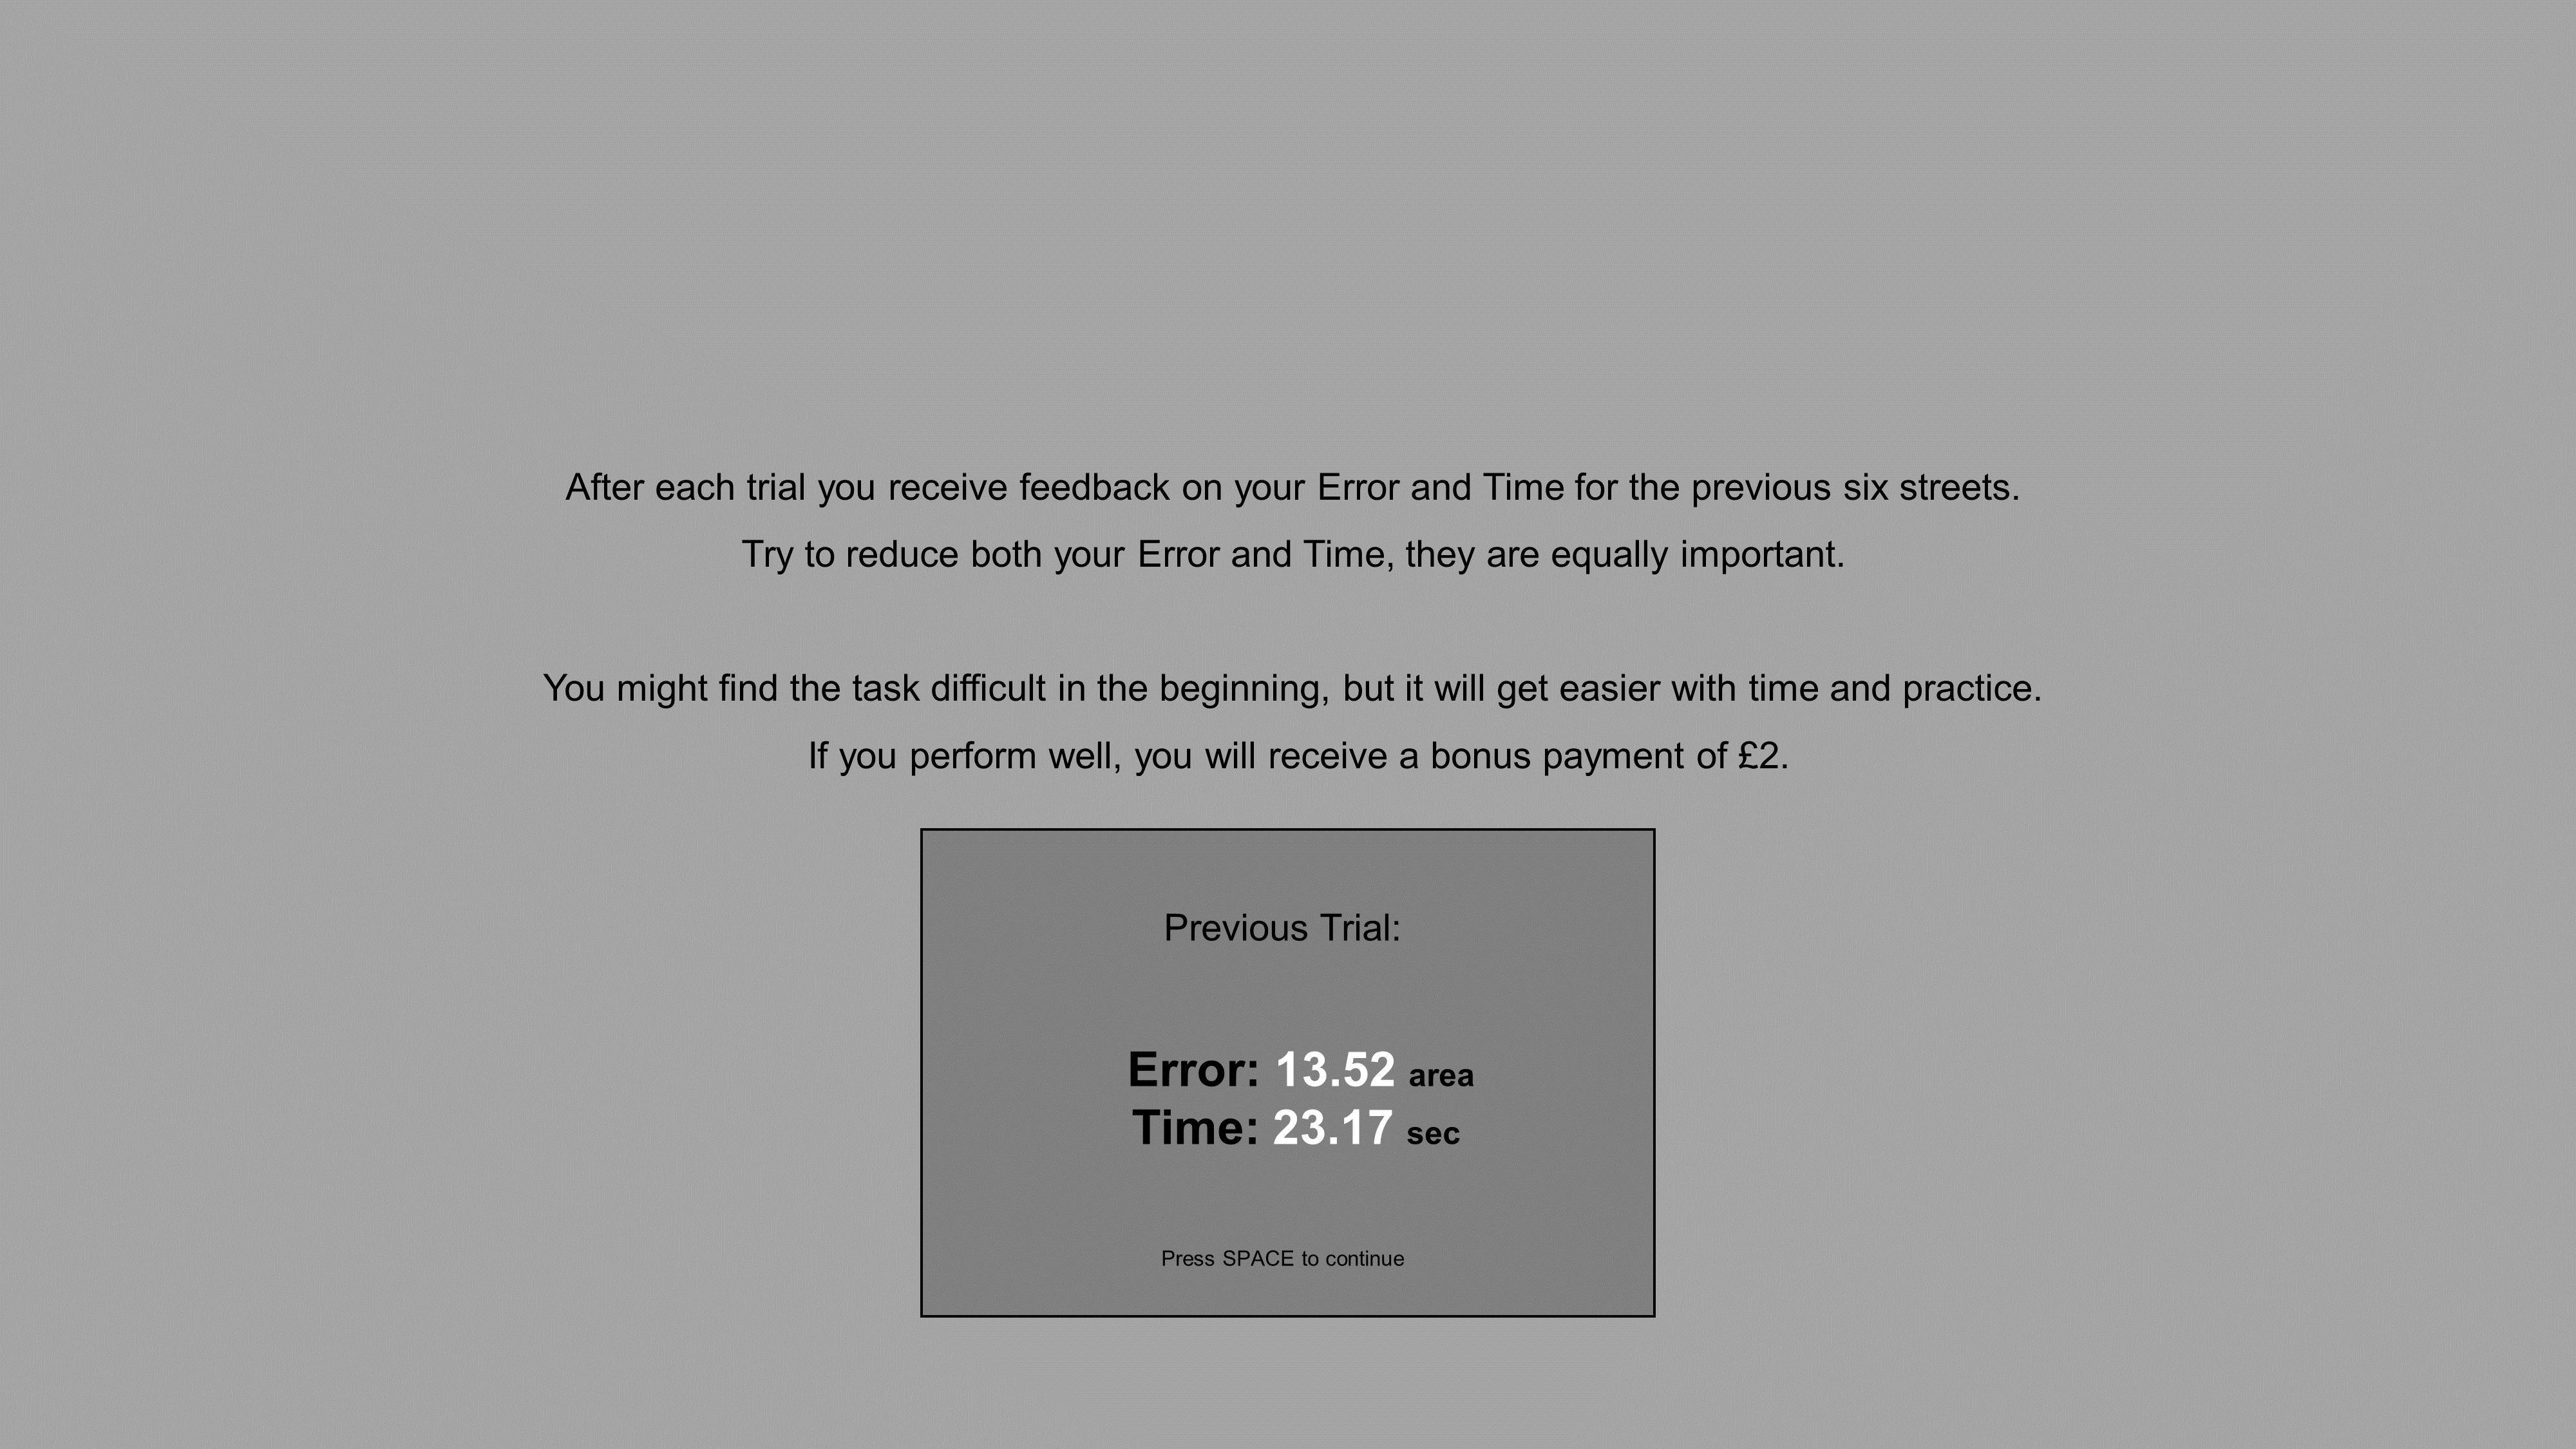 After each trial you receive feedback on your Error and Time for the previous six streets.
Try to reduce both your Error and Time, they are equally important.
You might find the task difficult in the beginning, but it will get easier with time and practice.
If you perform well, you will receive a bonus payment of £2.
Previous Trial:
Error: 13.52 area
Time: 23.17 sec
Press SPACE to continue